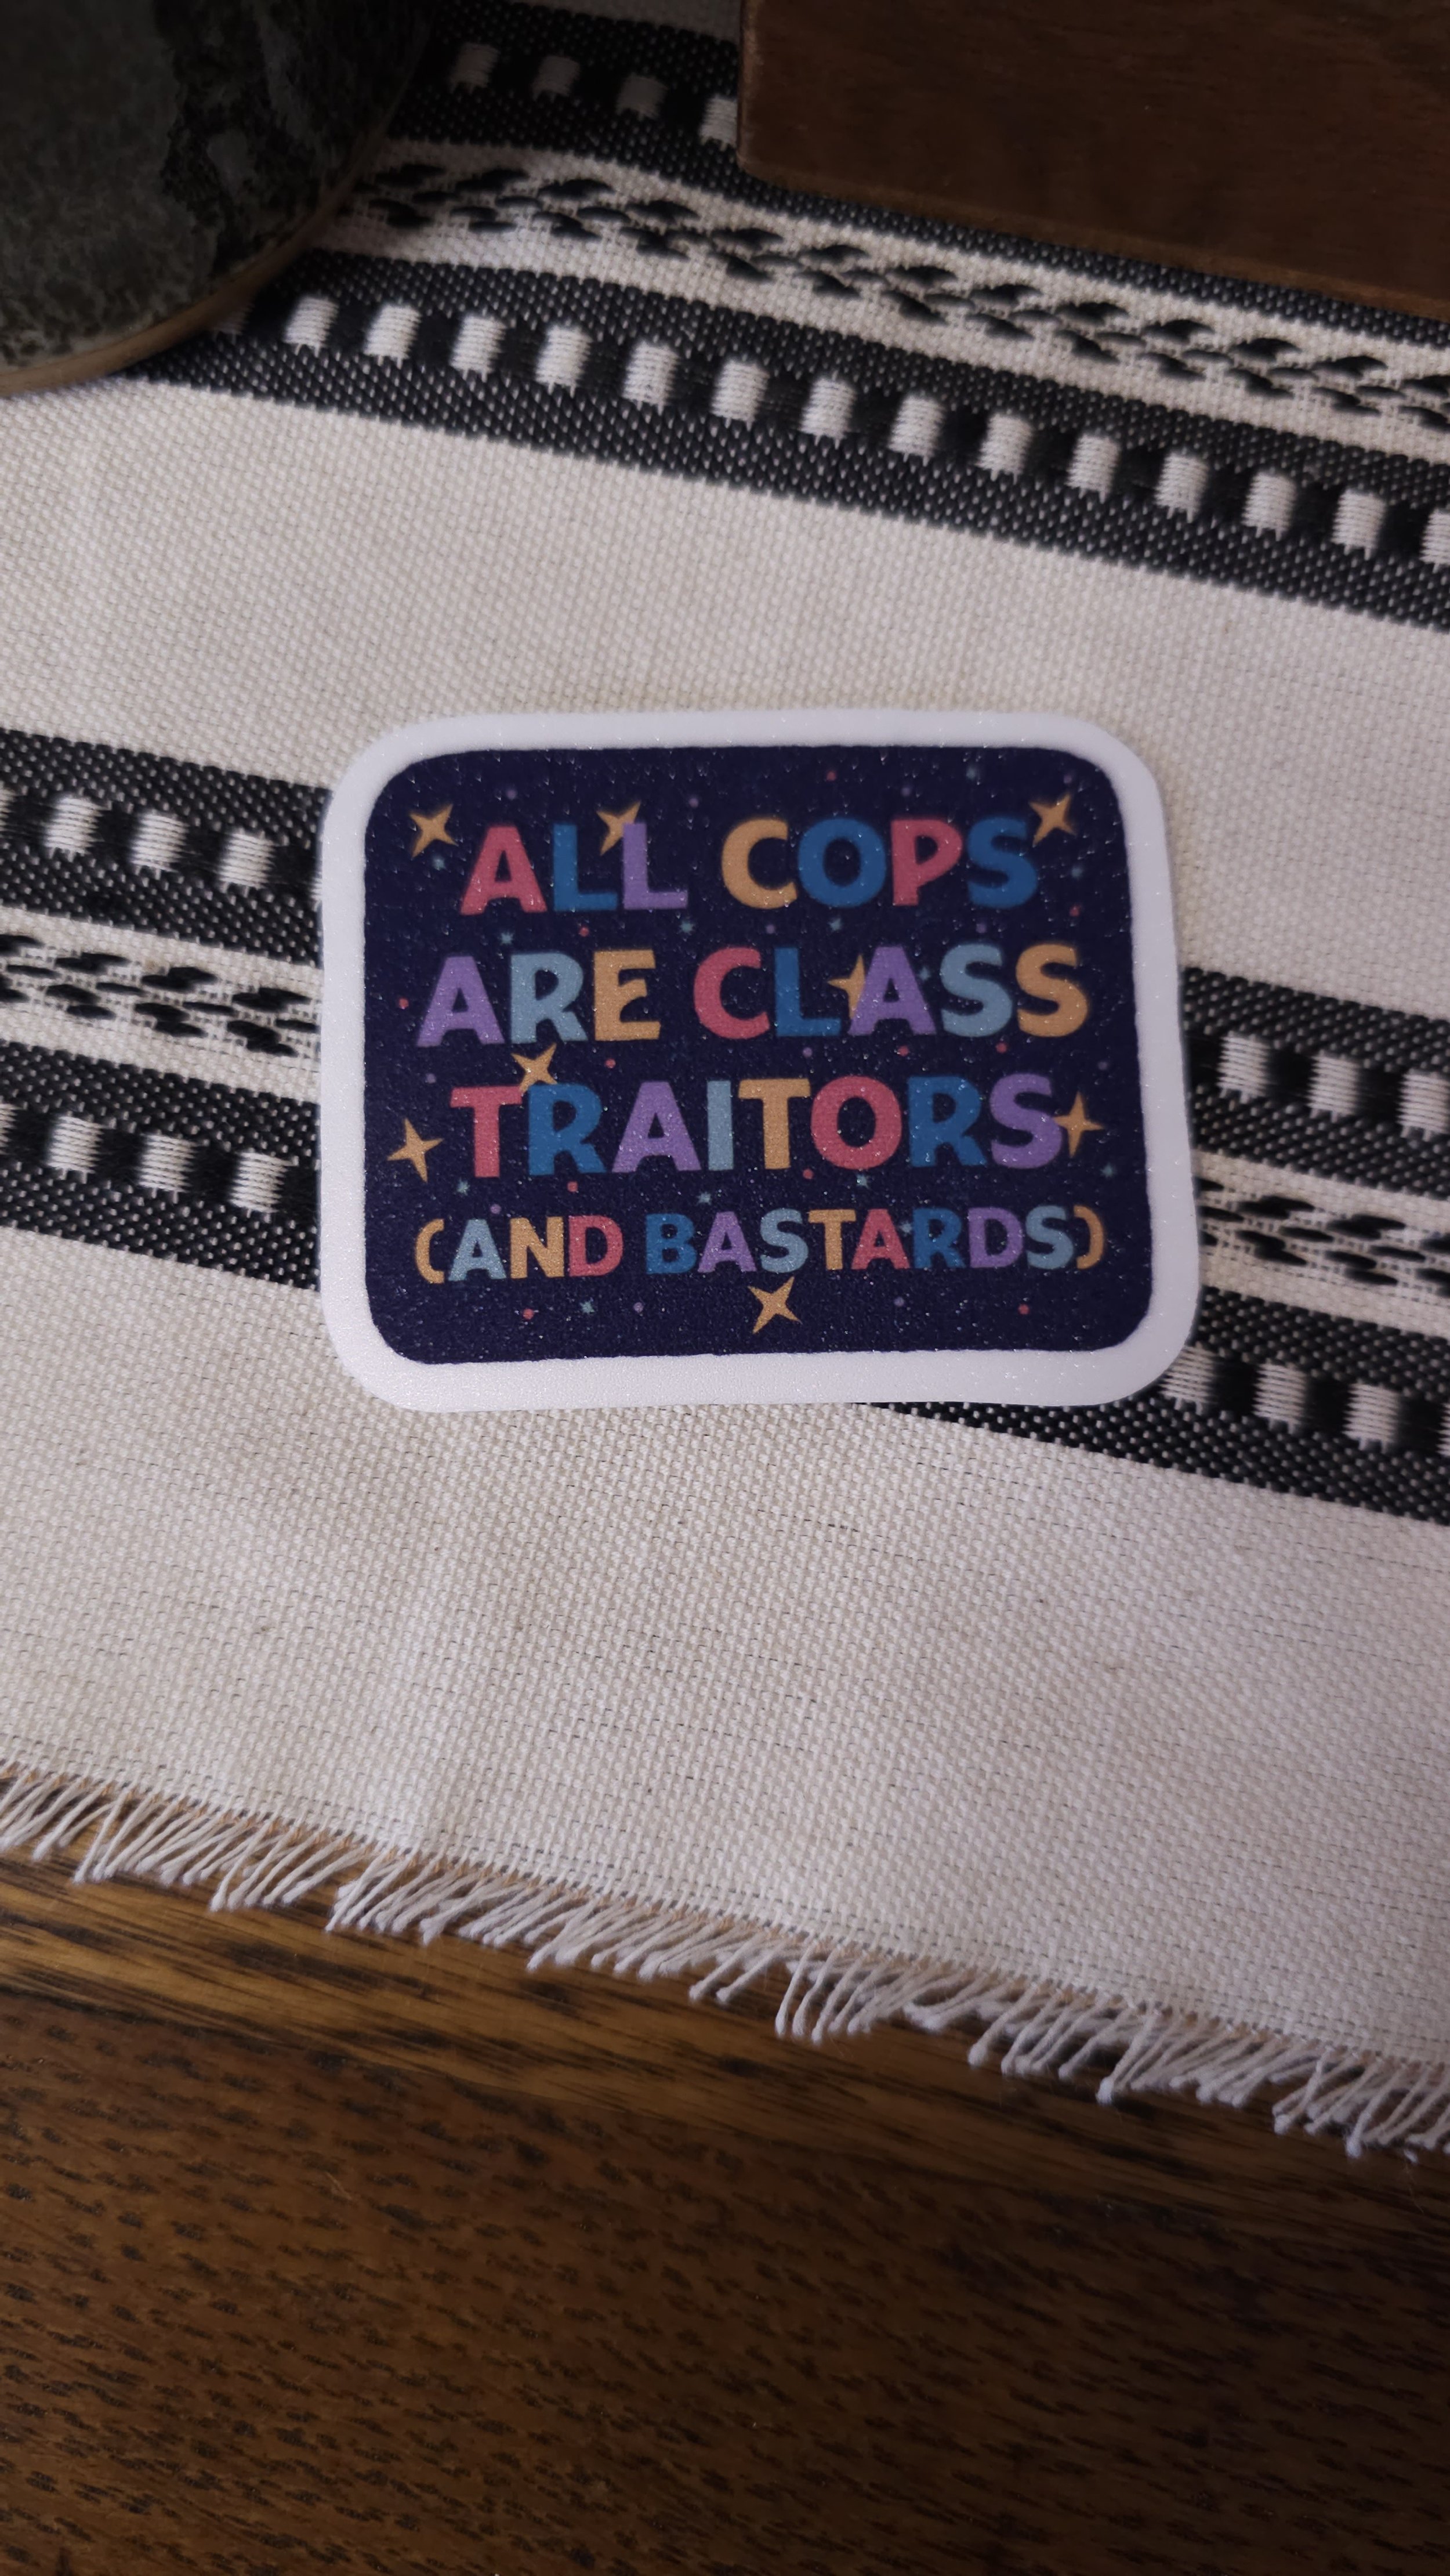 ALL COPS
ARE CLASS
TRAITORS
(AND BASTARDS)